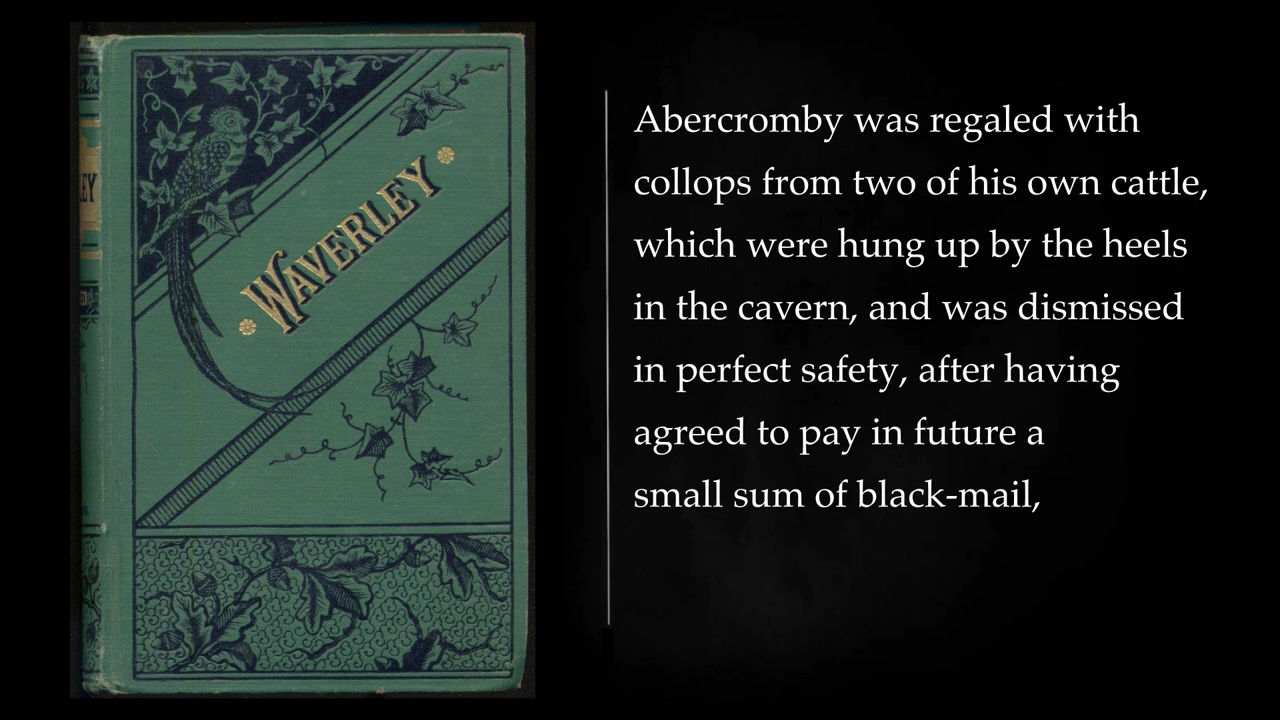 WAVERLEY
Abercromby was regaled with
collops from two of his own cattle,
which were hung up by the heels
in the cavern, and was dismissed
in perfect safety, after having
agreed to pay in future a
small sum of black-mail,